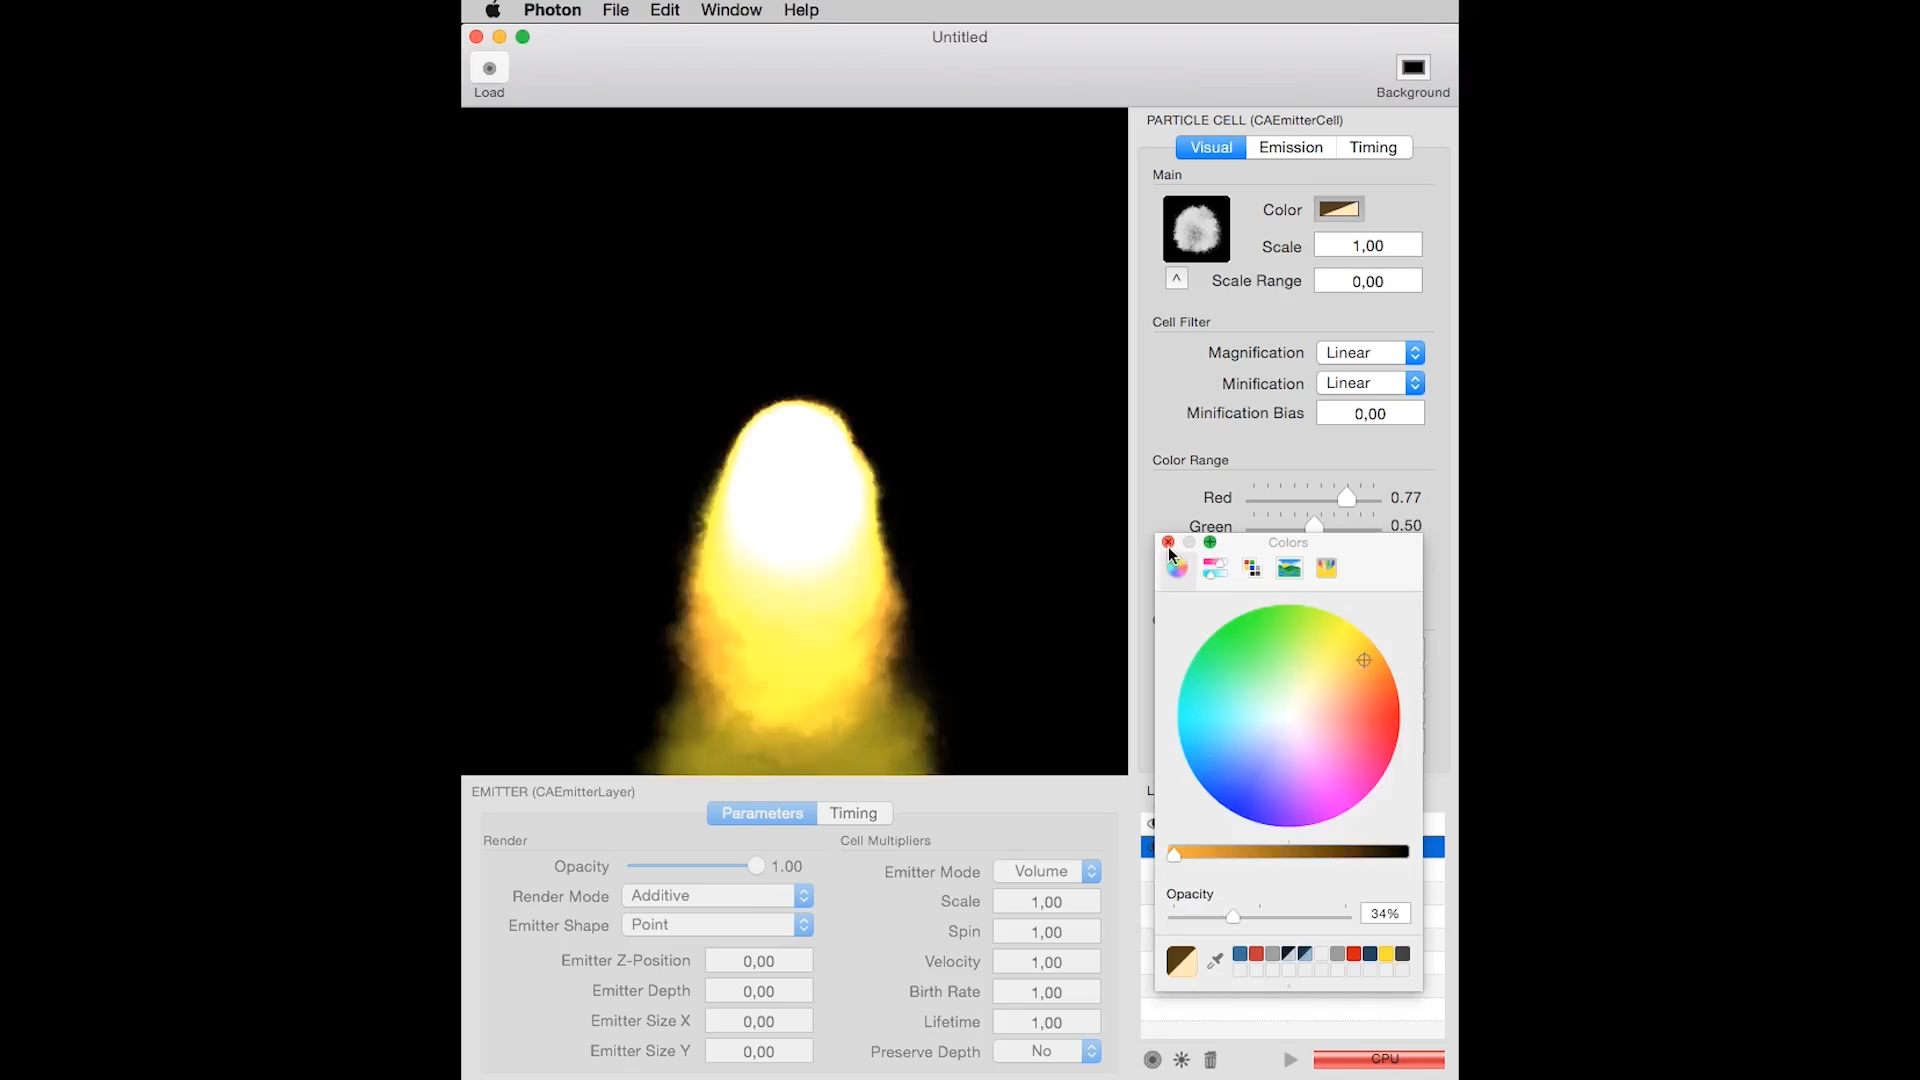 Photon File Edit Window Help
Untitled
Load
Background
PARTICLE CELL (CAEmitterCell)
Visual Emission Timing
Main
Color
Scale 1,00
^ Scale Range 0,00
Cell Filter
Magnification Linear
Minification Linear
Minification Bias 0,00
Color Range
Red 0.77
Green 0.50
Colors
Opacity
34%
EMITTER (CAEmitterLayer)
Parameters Timing
Render
Opacity 1.00
Render Mode Additive
Emitter Shape Point
Emitter Z-Position 0,00
Emitter Depth 0,00
Emitter Size X 0,00
Emitter Size Y 0,00
Cell Multipliers
Emitter Mode Volume
Scale 1,00
Spin 1,00
Velocity 1,00
Birth Rate 1,00
Lifetime 1,00
Preserve Depth No
CPU